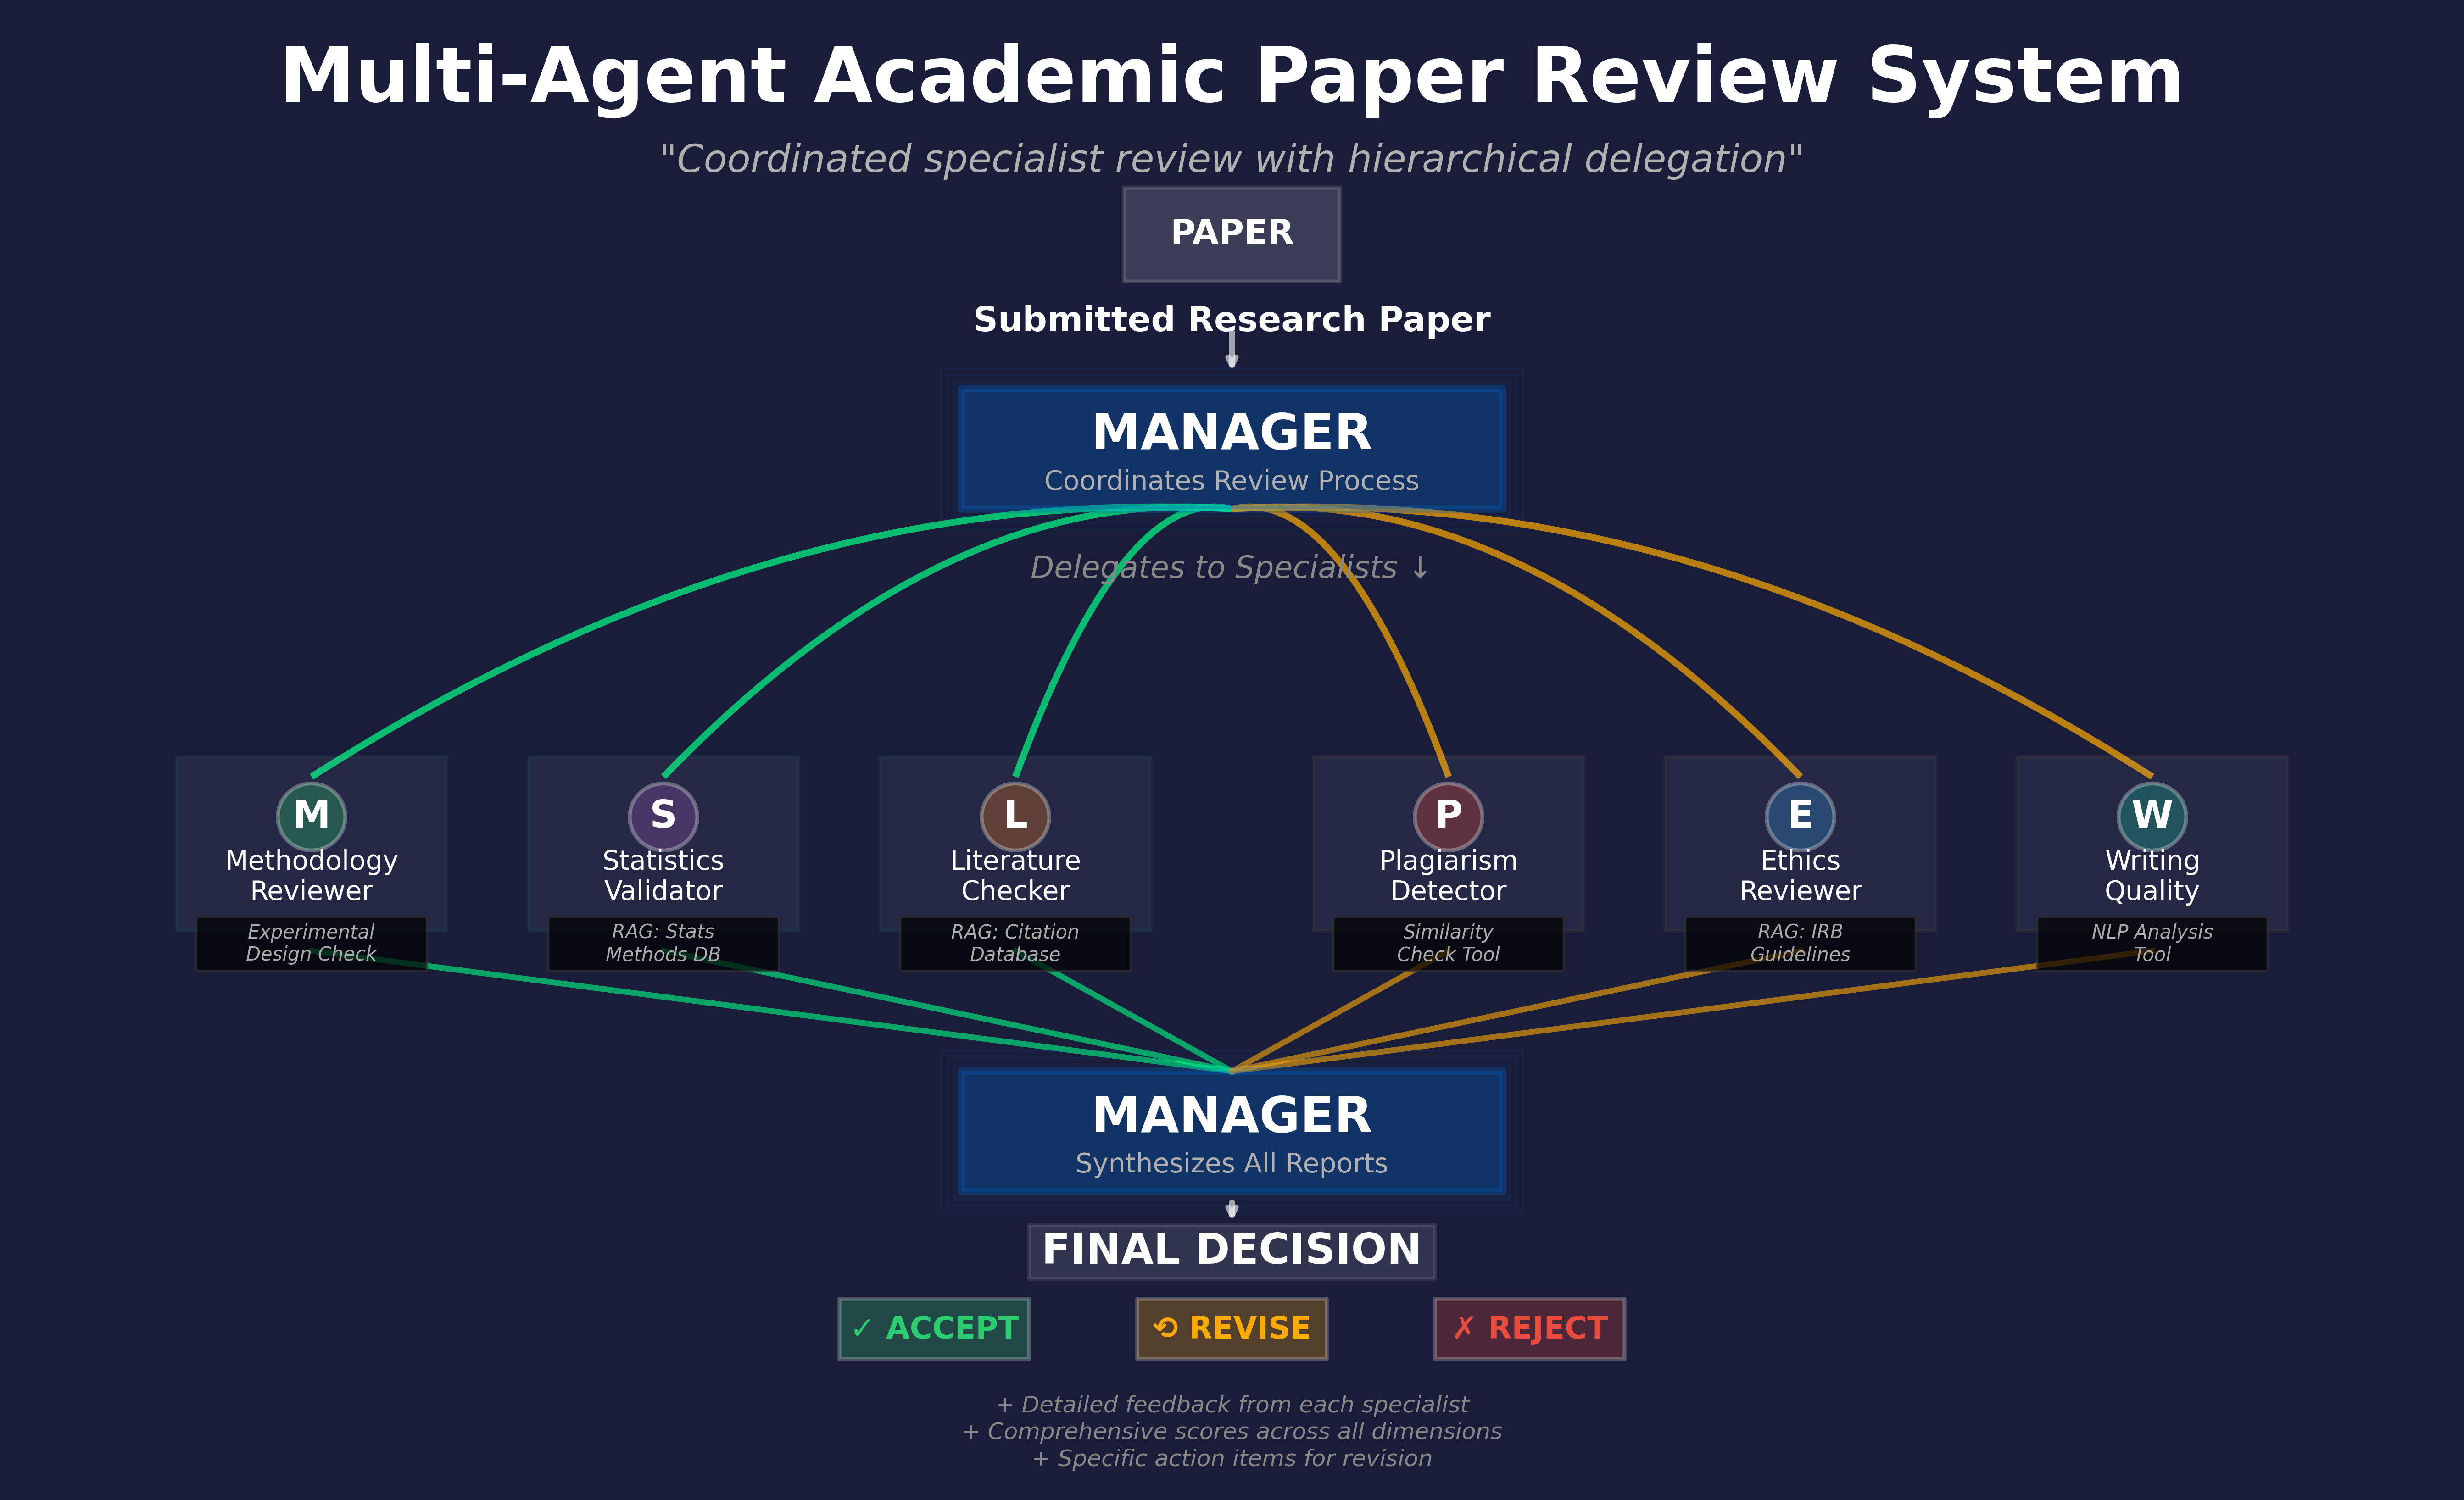 Multi-Agent Academic Paper Review System
"Coordinated specialist review with hierarchical delegation"
PAPER
Submitted Research Paper
MANAGER
Coordinates Review Process
Delegates to Specialists ↓
M
Methodology
Reviewer
Experimental
Design Check
S
Statistics
Validator
RAG: Stats
Methods DB
L
Literature
Checker
RAG: Citation
Database
P
Plagiarism
Detector
Similarity
Check Tool
E
Ethics
Reviewer
RAG: IRB
Guidelines
W
Writing
Quality
NLP Analysis
Tool
MANAGER
Synthesizes All Reports
FINAL DECISION
✓ ACCEPT
⟲ REVISE
✗ REJECT
+ Detailed feedback from each specialist
+ Comprehensive scores across all dimensions
+ Specific action items for revision